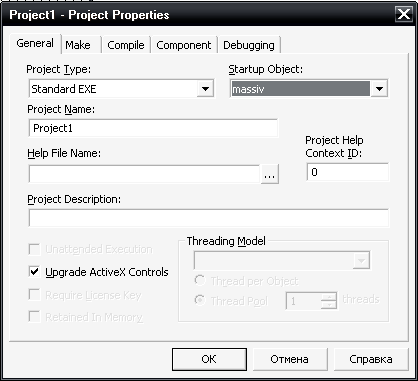 Project1 - Project Properties
General Make Compile Component Debugging
Project Type: Startup Object:
Standard EXE massiv
Project Name:
Project1
Help File Name: Project Help
Context ID:
... 0
Project Description:
Unattended Execution Threading Model
Upgrade ActiveX Controls
Require License Key Thread per Object
Retained In Memory Thread Pool 1 threads
OK Отмена Справка